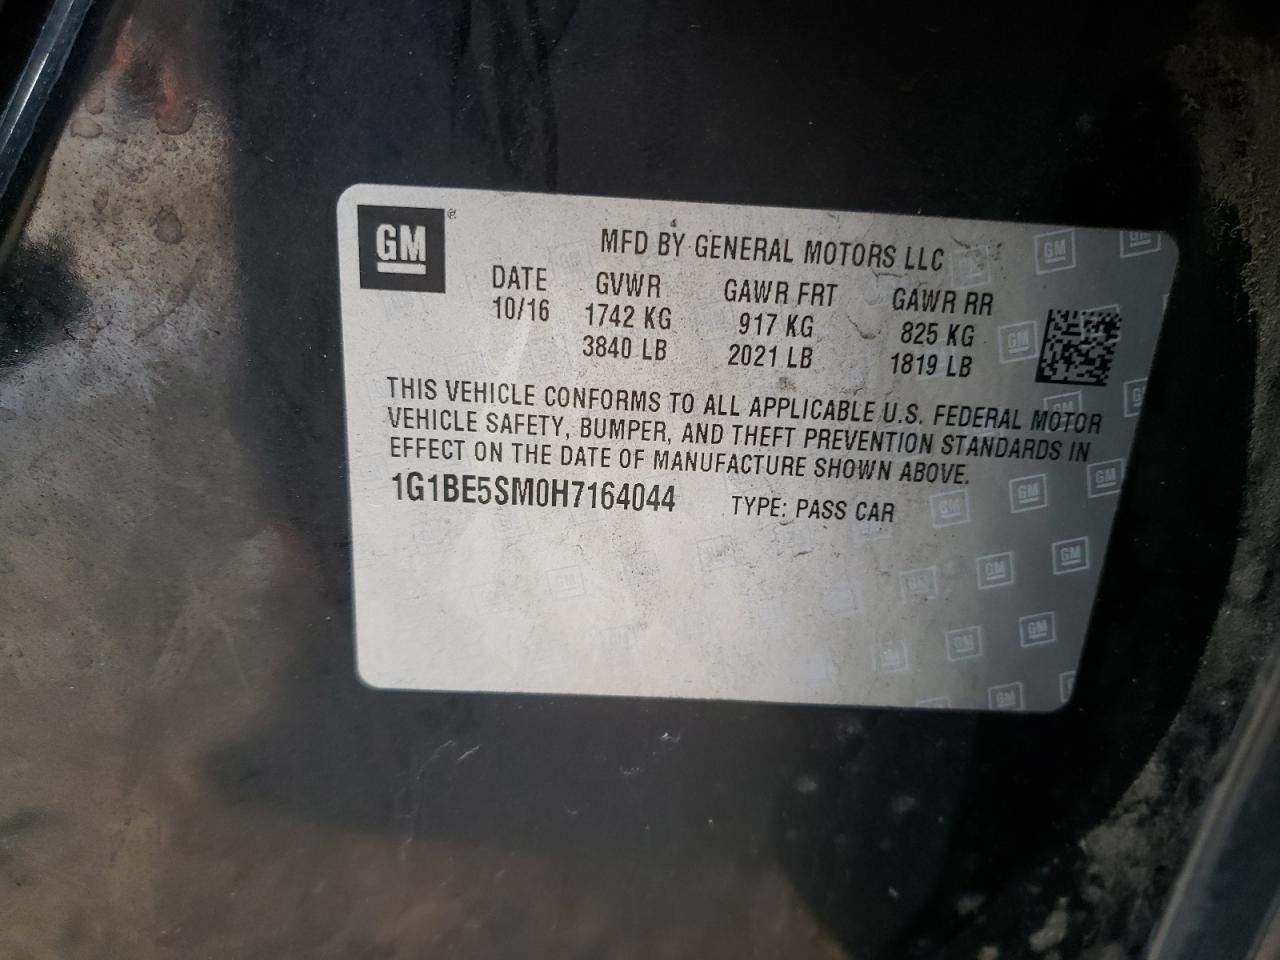 GM
MFD BY GENERAL MOTORS LLC
DATE GVWR GAWR FRT GAWR RR
10/16 1742 KG 917 KG 825 KG
3840 LB 2021 LB 1819 LB
THIS VEHICLE CONFORMS TO ALL APPLICABLE U.S. FEDERAL MOTOR
VEHICLE SAFETY, BUMPER, AND THEFT PREVENTION STANDARDS IN
EFFECT ON THE DATE OF MANUFACTURE SHOWN ABOVE.
1G1BE5SM0H7164044 TYPE: PASS CAR